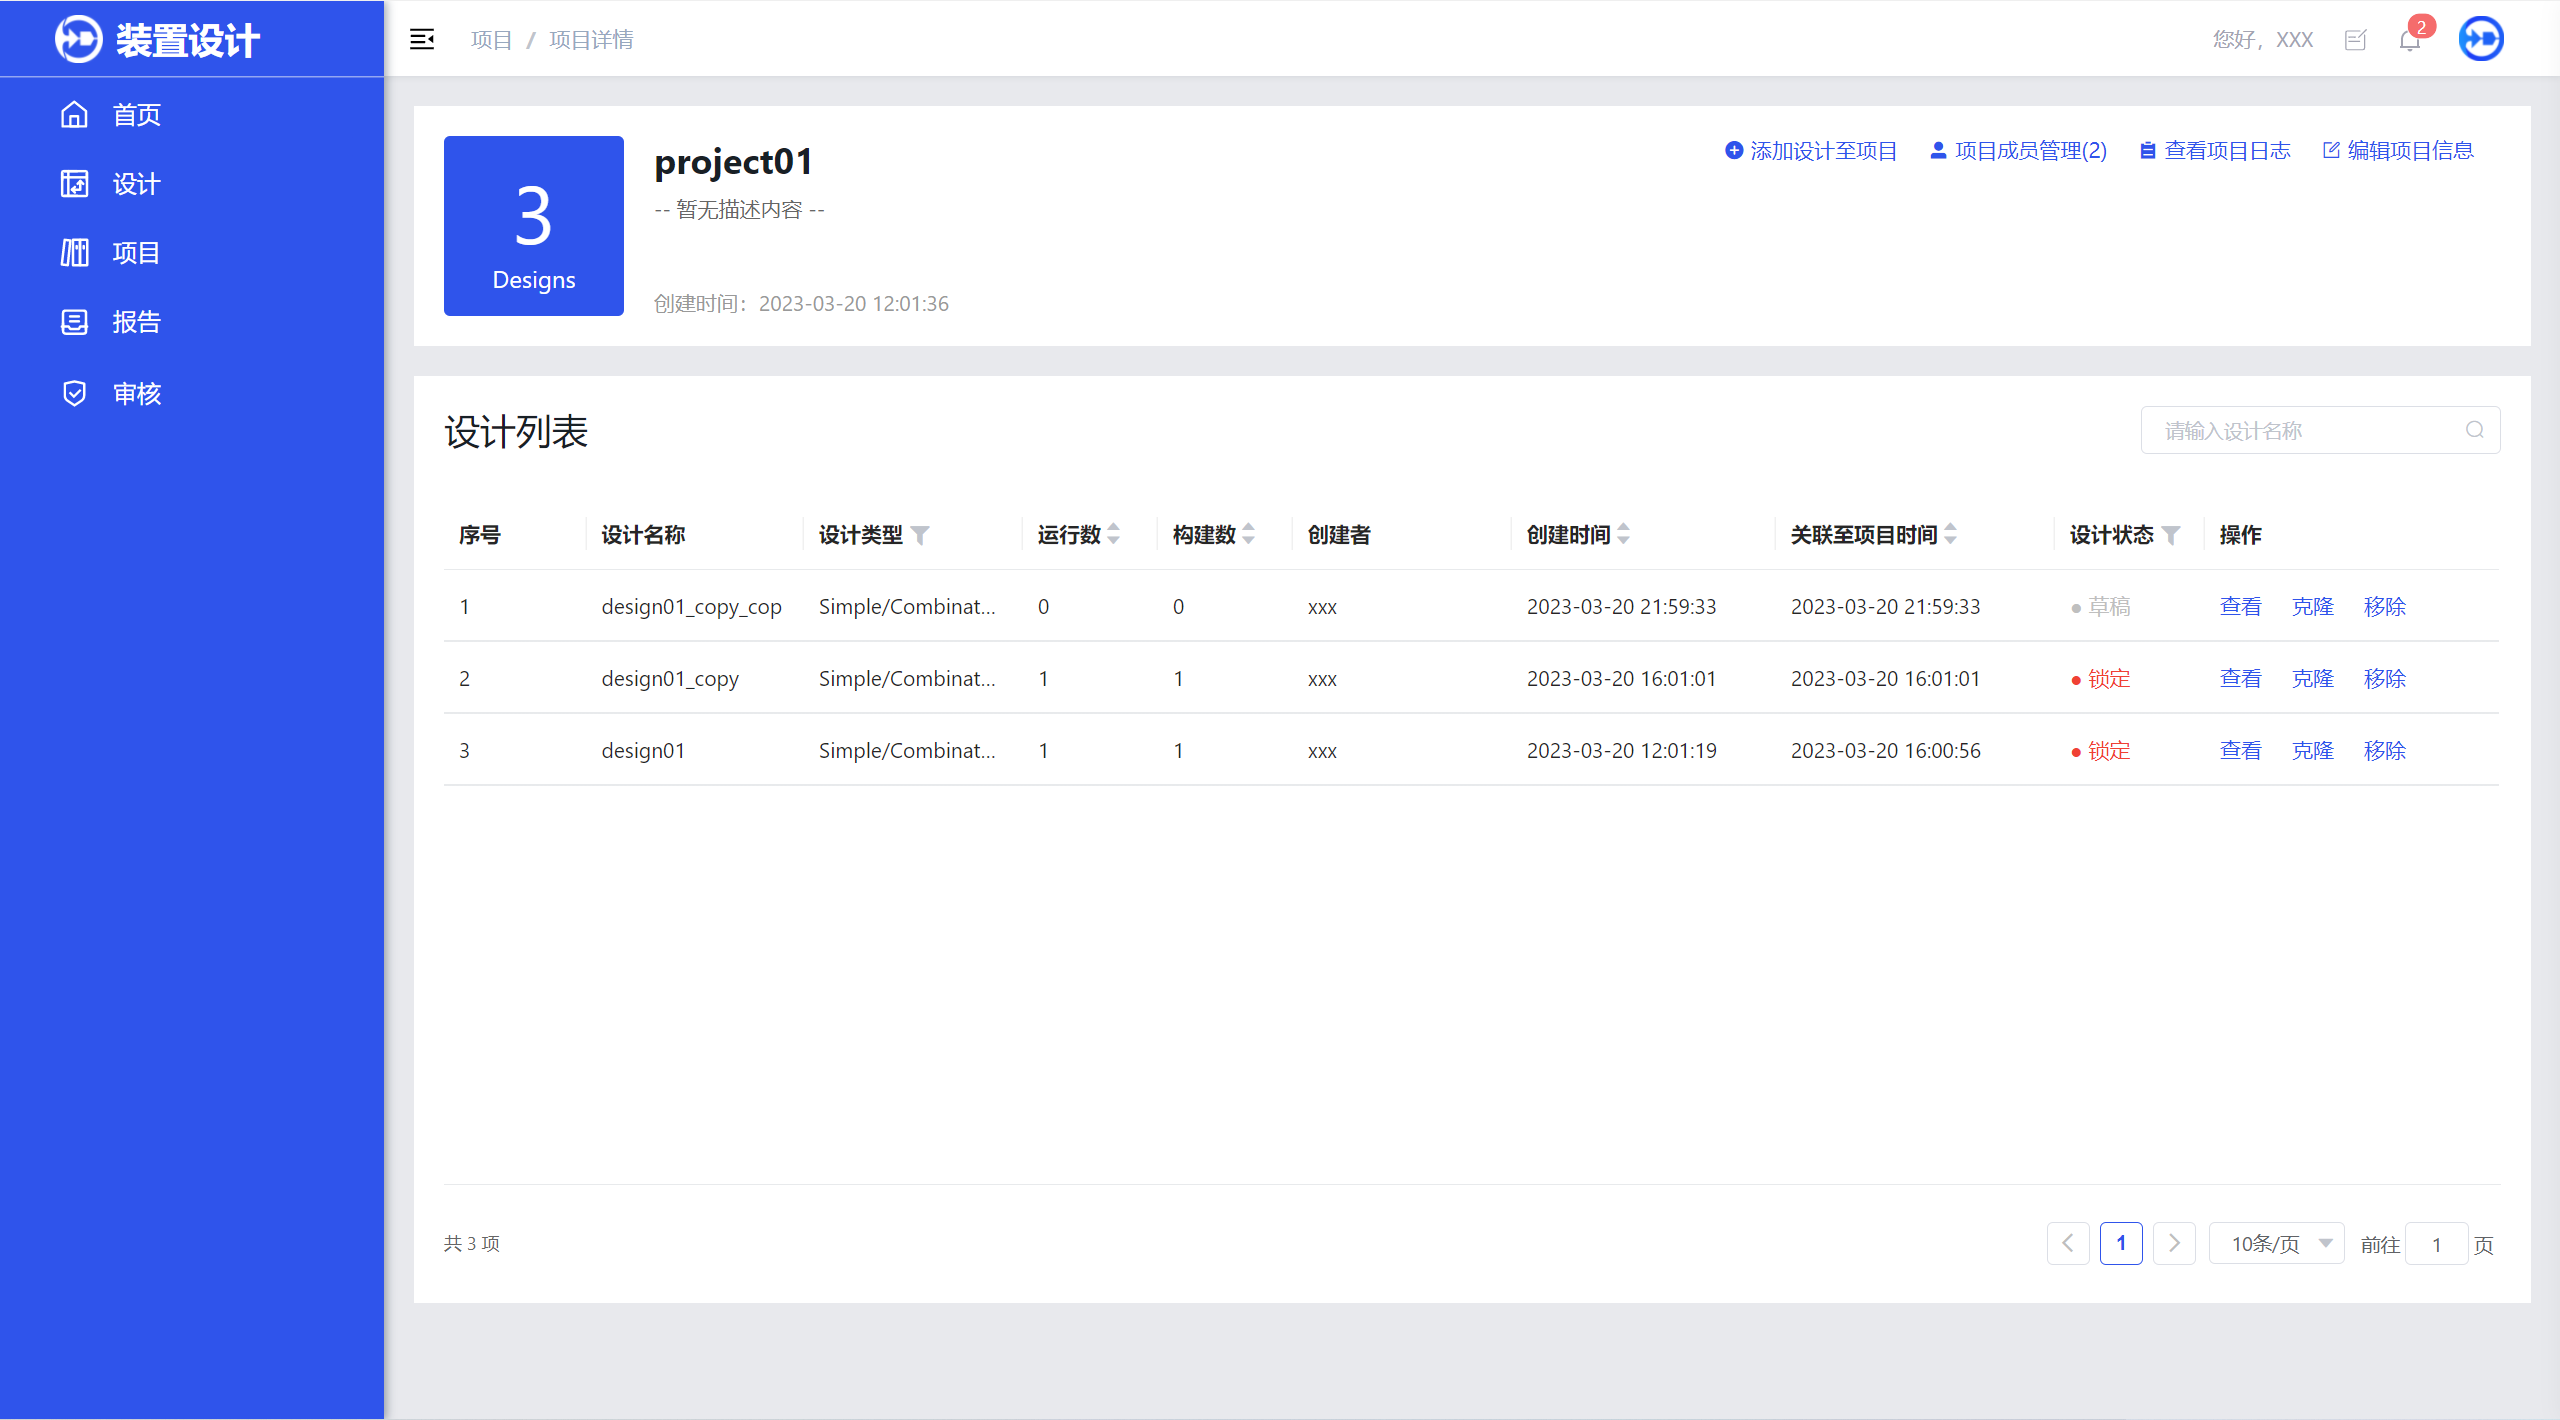 装置设计
首页
设计
项目
报告
审核
项目 / 项目详情
您好，XXX
2
3
Designs
project01
-- 暂无描述内容 --
创建时间：2023-03-20 12:01:36
添加设计至项目 项目成员管理(2) 查看项目日志 编辑项目信息
设计列表
请输入设计名称
序号 设计名称 设计类型 运行数 构建数 创建者 创建时间 关联至项目时间 设计状态 操作
1 design01_copy_cop Simple/Combinat... 0 0 xxx 2023-03-20 21:59:33 2023-03-20 21:59:33 草稿 查看 克隆 移除
2 design01_copy Simple/Combinat... 1 1 xxx 2023-03-20 16:01:01 2023-03-20 16:01:01 锁定 查看 克隆 移除
3 design01 Simple/Combinat... 1 1 xxx 2023-03-20 12:01:19 2023-03-20 16:00:56 锁定 查看 克隆 移除
共 3 项
1 10条/页 前往 1 页